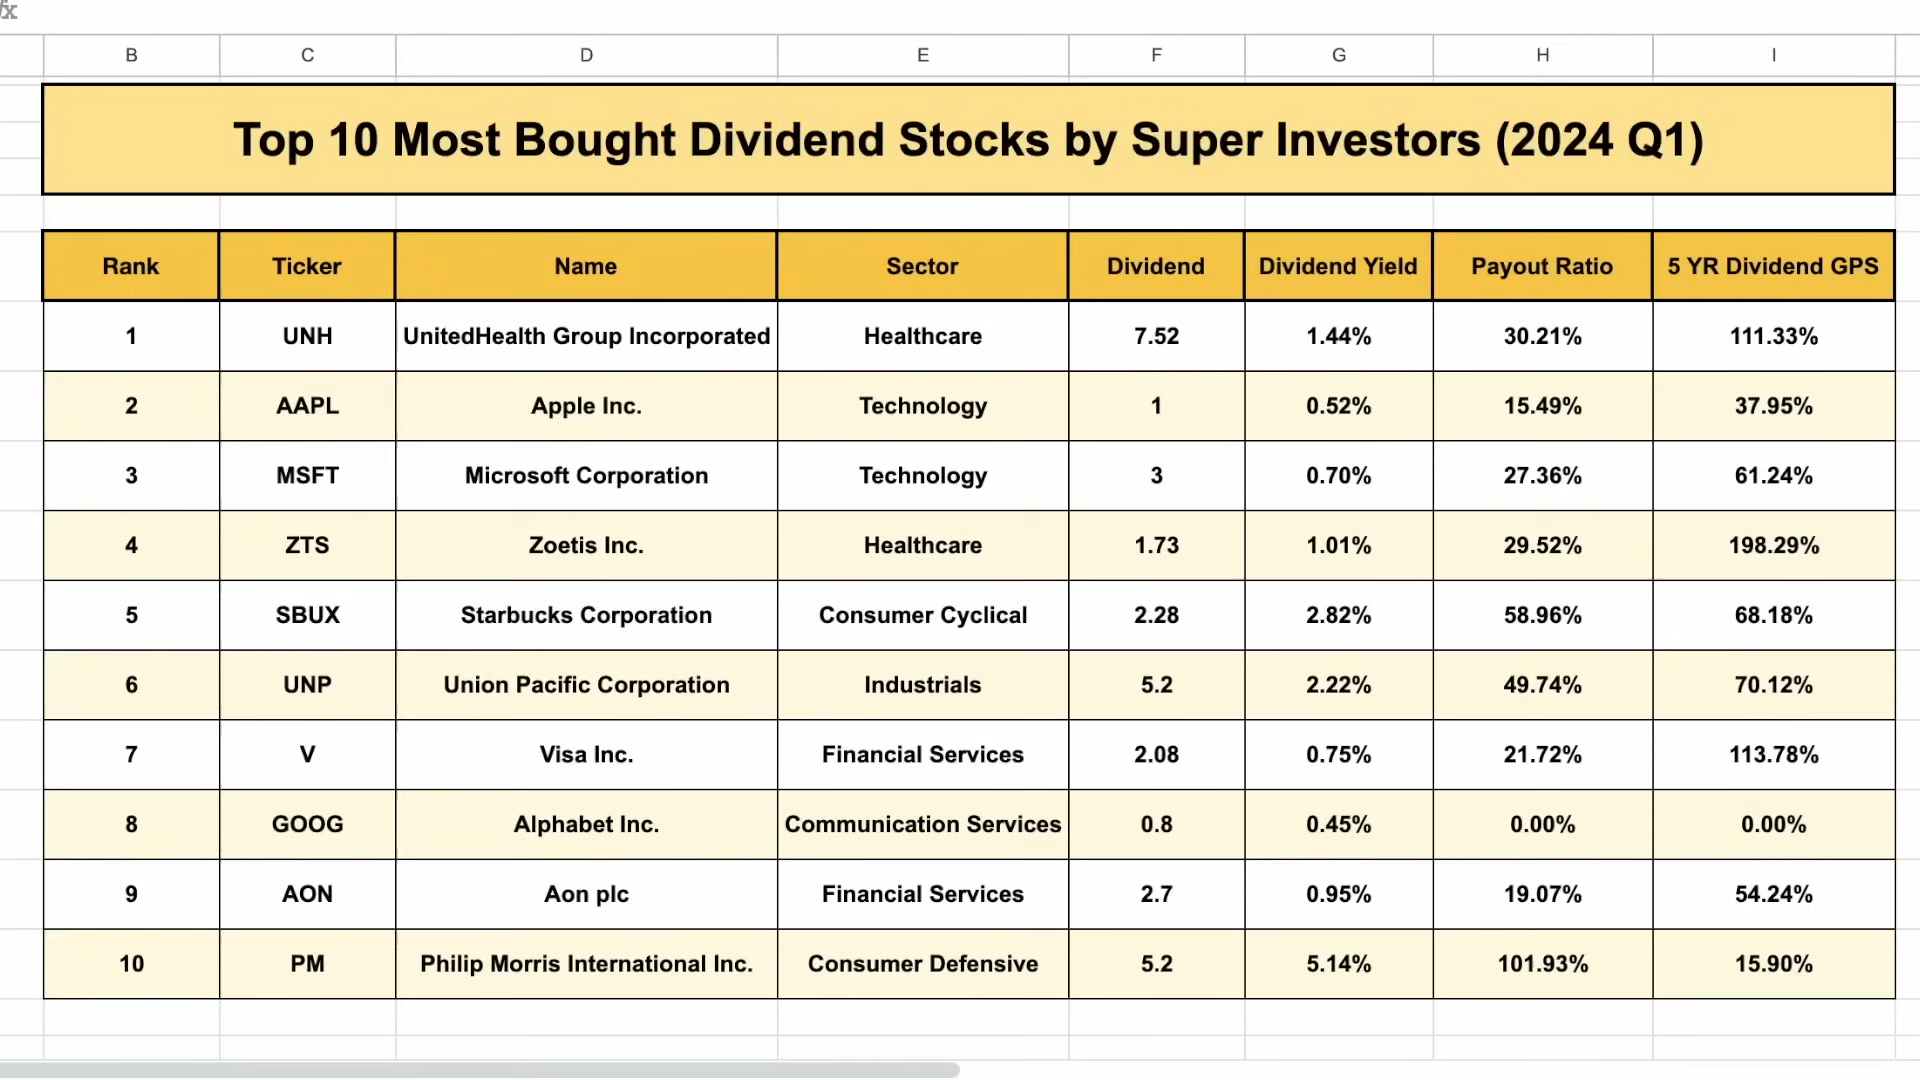 B C D E F G H I
Top 10 Most Bought Dividend Stocks by Super Investors (2024 Q1)
Rank Ticker Name Sector Dividend Dividend Yield Payout Ratio 5 YR Dividend GPS
1 UNH UnitedHealth Group Incorporated Healthcare 7.52 1.44% 30.21% 111.33%
2 AAPL Apple Inc. Technology 1 0.52% 15.49% 37.95%
3 MSFT Microsoft Corporation Technology 3 0.70% 27.36% 61.24%
4 ZTS Zoetis Inc. Healthcare 1.73 1.01% 29.52% 198.29%
5 SBUX Starbucks Corporation Consumer Cyclical 2.28 2.82% 58.96% 68.18%
6 UNP Union Pacific Corporation Industrials 5.2 2.22% 49.74% 70.12%
7 V Visa Inc. Financial Services 2.08 0.75% 21.72% 113.78%
8 GOOG Alphabet Inc. Communication Services 0.8 0.45% 0.00% 0.00%
9 AON Aon plc Financial Services 2.7 0.95% 19.07% 54.24%
10 PM Philip Morris International Inc. Consumer Defensive 5.2 5.14% 101.93% 15.90%